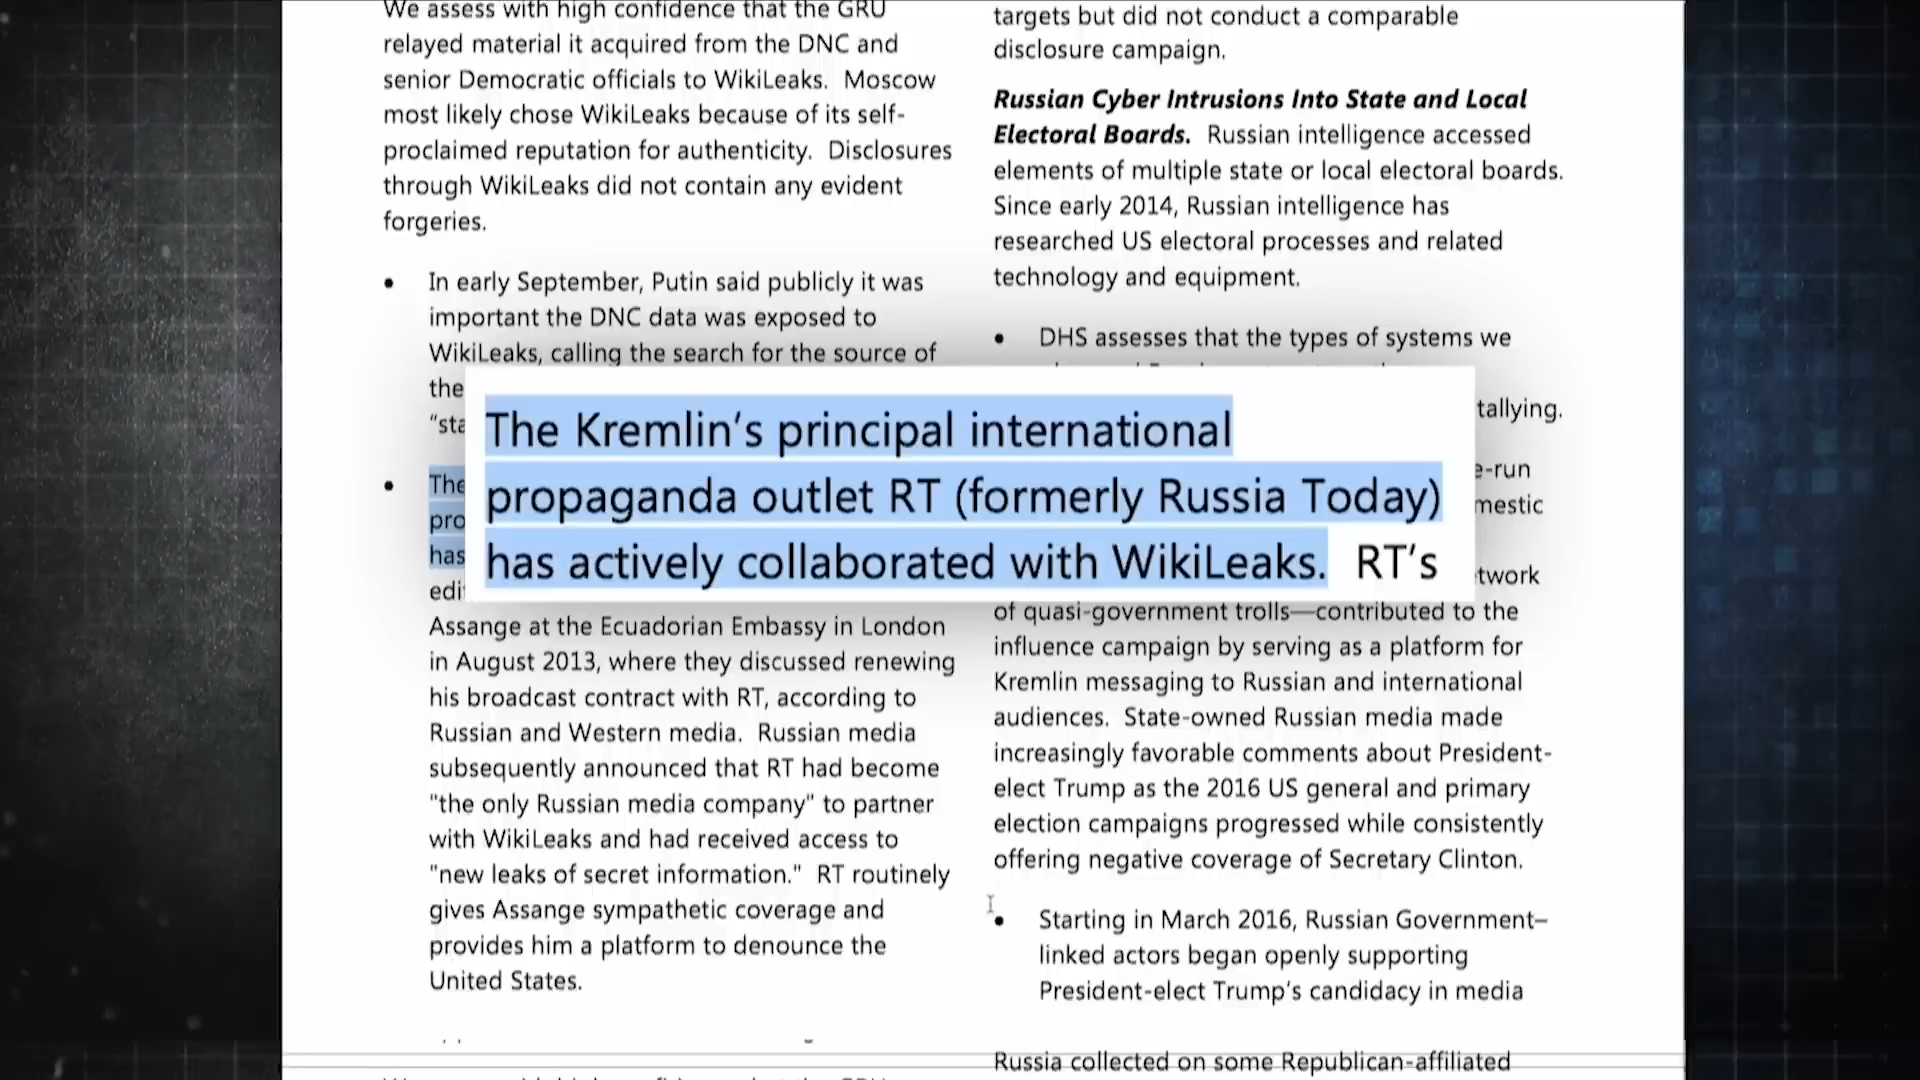 We assess with high confidence that the GRU
relayed material it acquired from the DNC and
senior Democratic officials to WikiLeaks.  Moscow
most likely chose WikiLeaks because of its self-
proclaimed reputation for authenticity.  Disclosures
through WikiLeaks did not contain any evident
forgeries.
• In early September, Putin said publicly it was
important the DNC data was exposed to
WikiLeaks, calling the search for the source of
the
“sta
• The
pro
has
edi
The Kremlin’s principal international
propaganda outlet RT (formerly Russia Today)
has actively collaborated with WikiLeaks.  RT’s
Assange at the Ecuadorian Embassy in London
in August 2013, where they discussed renewing
his broadcast contract with RT, according to
Russian and Western media.  Russian media
subsequently announced that RT had become
"the only Russian media company" to partner
with WikiLeaks and had received access to
"new leaks of secret information."  RT routinely
gives Assange sympathetic coverage and
provides him a platform to denounce the
United States.
targets but did not conduct a comparable
disclosure campaign.
Russian Cyber Intrusions Into State and Local
Electoral Boards.  Russian intelligence accessed
elements of multiple state or local electoral boards.
Since early 2014, Russian intelligence has
researched US electoral processes and related
technology and equipment.
• DHS assesses that the types of systems we
tallying.
e-run
mestic
twork
of quasi-government trolls—contributed to the
influence campaign by serving as a platform for
Kremlin messaging to Russian and international
audiences.  State-owned Russian media made
increasingly favorable comments about President-
elect Trump as the 2016 US general and primary
election campaigns progressed while consistently
offering negative coverage of Secretary Clinton.
• Starting in March 2016, Russian Government–
linked actors began openly supporting
President-elect Trump’s candidacy in media
Russia collected on some Republican-affiliated